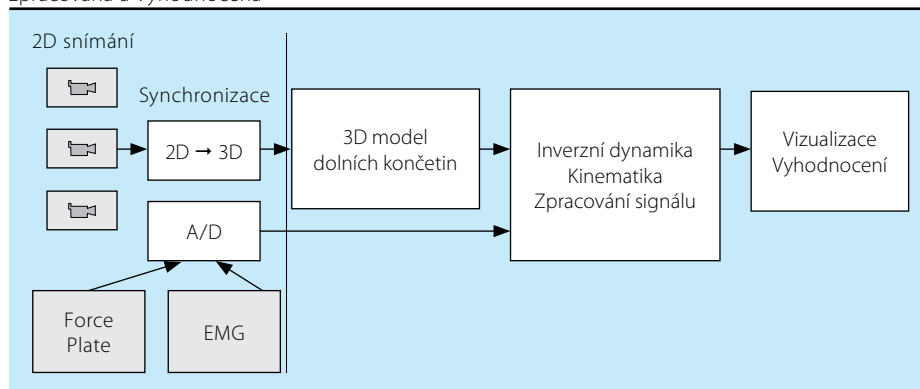 2D snímání
Synchronizace
2D → 3D
3D model
dolních končetin
Inverzní dynamika
Kinematika
Zpracování signálu
Vizualizace
Vyhodnocení
A/D
Force
Plate
EMG